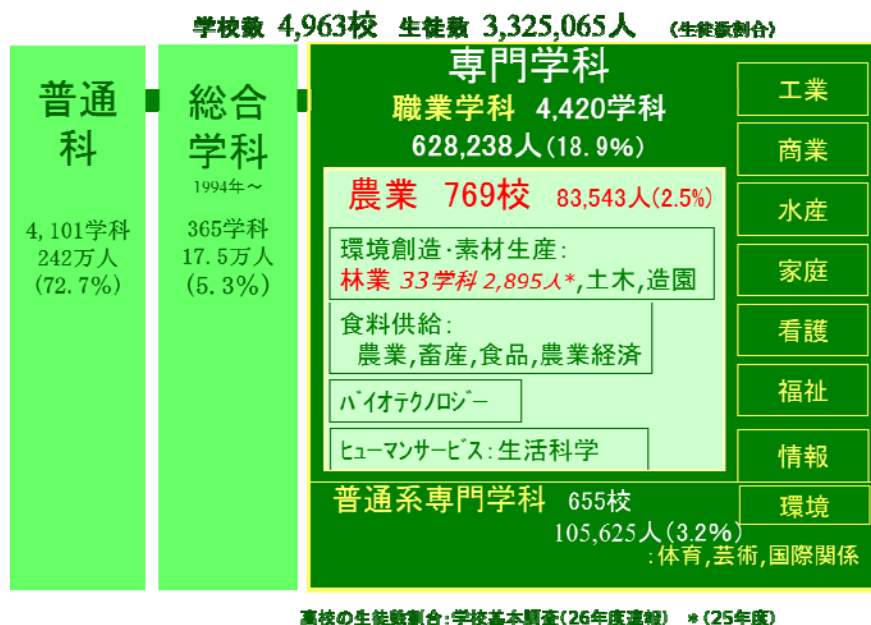 学校数 4,963校 生徒数 3,325,065人 (生徒数割合)
普通
科
4,101学科
242万人
(72.7%)
総合
学科
1994年~
365学科
17.5万人
(5.3%)
専門学科
職業学科 4,420学科
628,238人(18.9%)
農業 769校 83,543人(2.5%)
環境創造・素材生産:
林業 33学科 2,895人*,土木,造園
食料供給:
農業,畜産,食品,農業経済
バイオテクノロジー
ヒューマンサービス:生活科学
工業
商業
水産
家庭
看護
福祉
情報
環境
普通系専門学科 655校
105,625人(3.2%)
:体育,芸術,国際関係
高校の生徒数割合:学校基本調査(26年度速報) *(25年度)